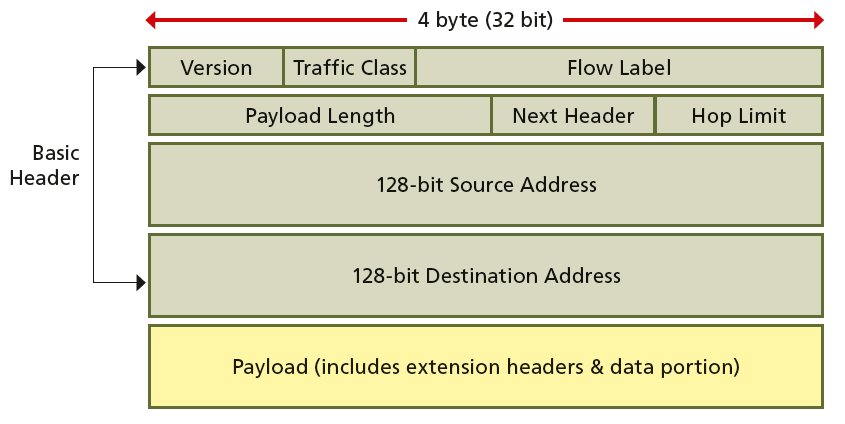 4 byte (32 bit)
Version Traffic Class Flow Label
Payload Length Next Header Hop Limit
Basic
Header
128-bit Source Address
128-bit Destination Address
Payload (includes extension headers & data portion)